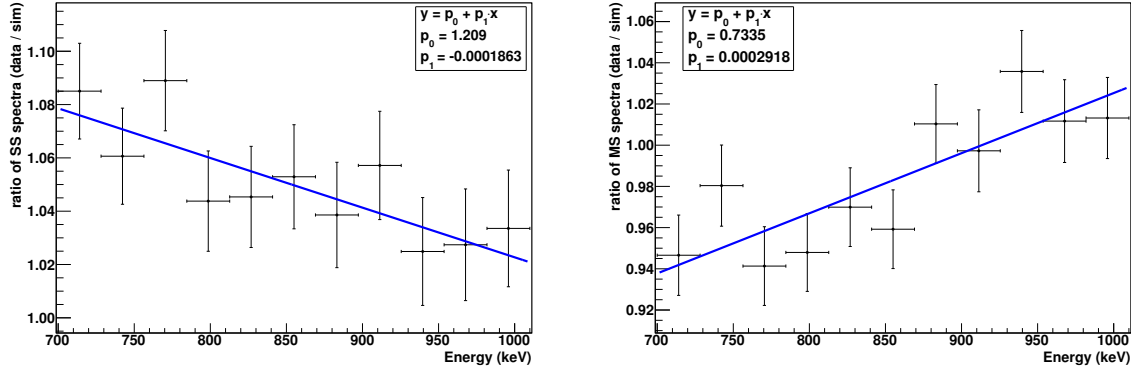 ratio of SS spectra (data / sim)
y = p₀ + p₁·x
p₀ = 1.209
p₁ = -0.0001863
1.10
1.08
1.06
1.04
1.02
1.00
700 750 800 850 900 950 1000
Energy (keV)
ratio of MS spectra (data / sim)
y = p₀ + p₁·x
p₀ = 0.7335
p₁ = 0.0002918
1.06
1.04
1.02
1.00
0.98
0.96
0.94
0.92
700 750 800 850 900 950 1000
Energy (keV)